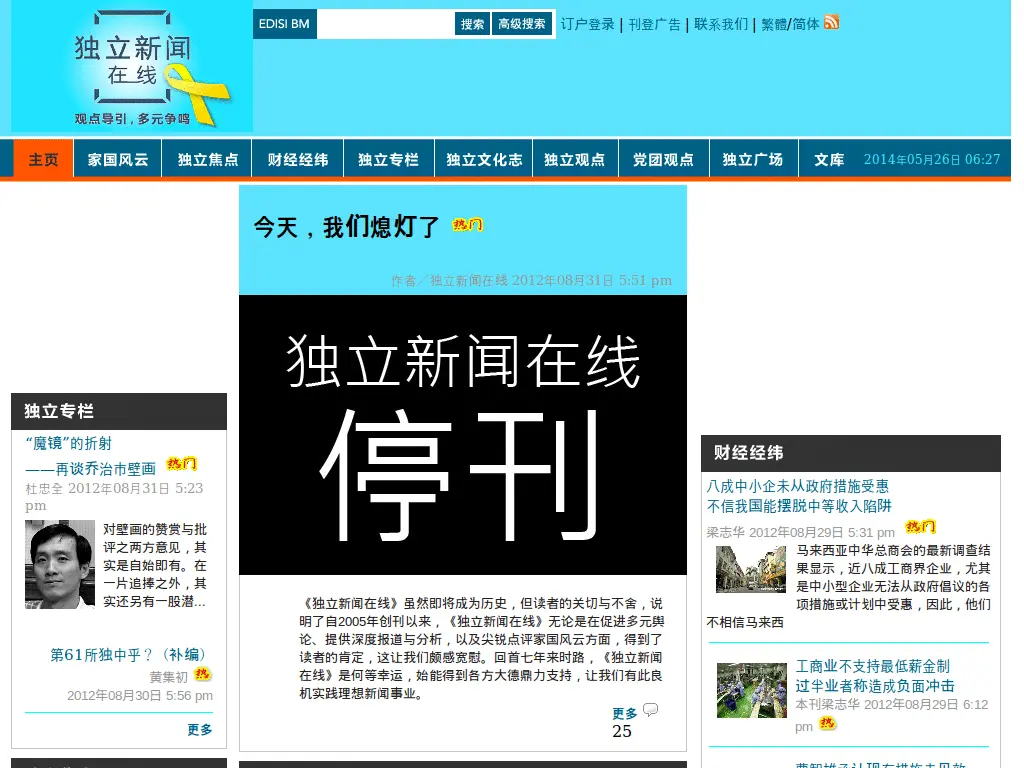 独立新闻
在线
观点导引,多元争鸣
EDISI BM
搜索
高级搜索
订户登录 | 刊登广告 | 联系我们 | 繁體/简体
主页 家国风云 独立焦点 财经经纬 独立专栏 独立文化志 独立观点 党团观点 独立广场 文库 2014年05月26日 06:27
今天，我们熄灯了 热门
作者／独立新闻在线 2012年08月31日 5:51 pm
独立新闻在线
停刊
《独立新闻在线》虽然即将成为历史，但读者的关切与不舍，说
明了自2005年创刊以来，《独立新闻在线》无论是在促进多元舆
论、提供深度报道与分析，以及尖锐点评家国风云方面，得到了
读者的肯定，这让我们颇感宽慰。回首七年来时路，《独立新闻
在线》是何等幸运，始能得到各方大德鼎力支持，让我们有此良
机实践理想新闻事业。
更多
25
独立专栏
“魔镜”的折射
——再谈乔治市壁画 热门
杜忠全 2012年08月31日 5:23
pm
对壁画的赞赏与批
评之两方意见，其
实是自始即有。在
一片追捧之外，其
实还另有一股潜...
第61所独中乎？（补编）
黄集初 热
2012年08月30日 5:56 pm
更多
财经经纬
八成中小企未从政府措施受惠
不信我国能摆脱中等收入陷阱
梁志华 2012年08月29日 5:31 pm 热门
马来西亚中华总商会的最新调查结
果显示，近八成工商界企业，尤其
是中小型企业无法从政府倡议的各
项措施或计划中受惠，因此，他们
不相信马来西
工商业不支持最低薪金制
过半业者称造成负面冲击
本刊梁志华 2012年08月29日 6:12
pm 热